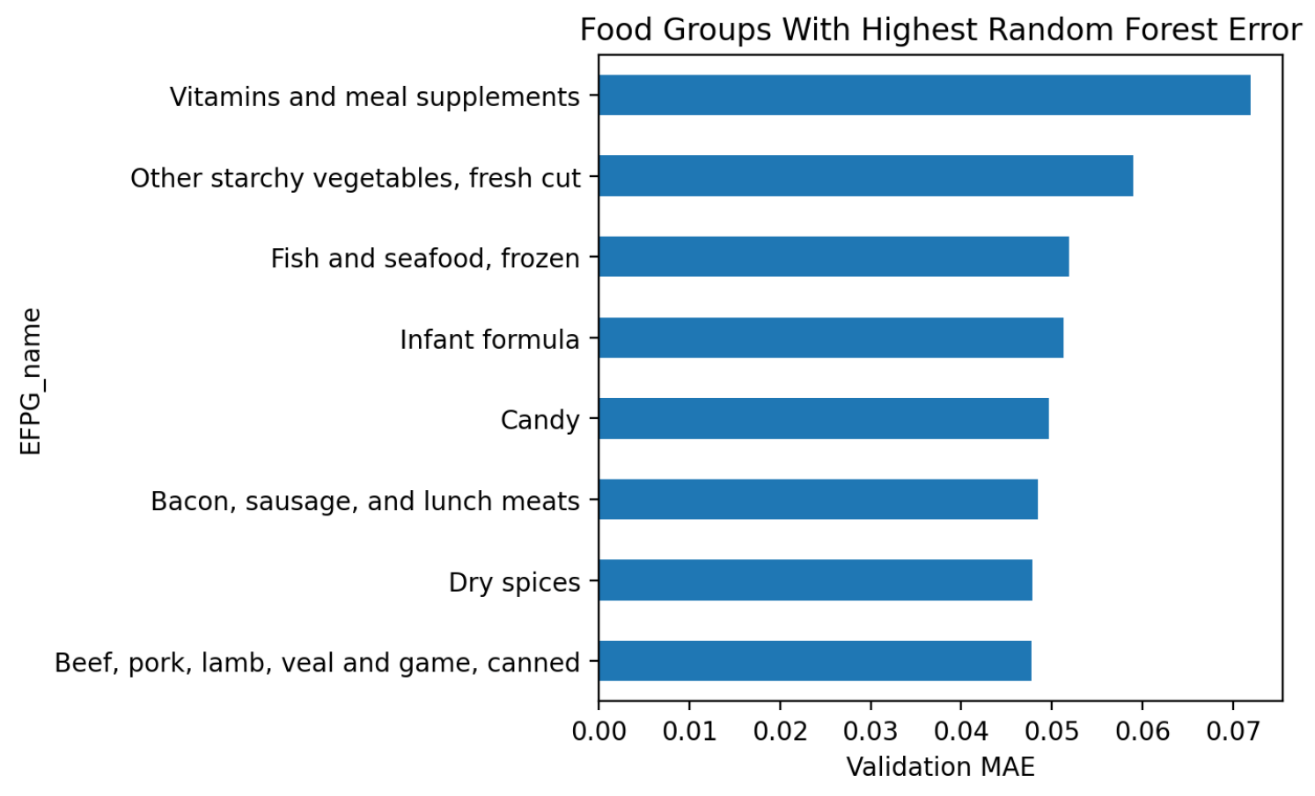 Food Groups With Highest Random Forest Error
Vitamins and meal supplements
Other starchy vegetables, fresh cut
Fish and seafood, frozen
Infant formula
Candy
Bacon, sausage, and lunch meats
Dry spices
Beef, pork, lamb, veal and game, canned
EFPG_name
0.00 0.01 0.02 0.03 0.04 0.05 0.06 0.07
Validation MAE